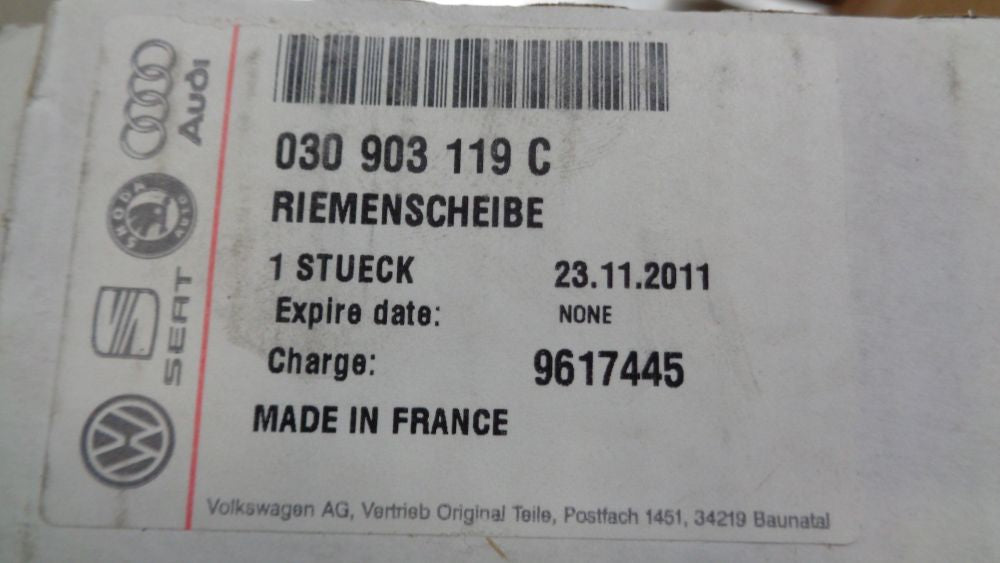 Audi
SKODA AUTO
SEAT
030 903 119 C
RIEMENSCHEIBE
1 STUECK 23.11.2011
Expire date: NONE
Charge: 9617445
MADE IN FRANCE
Volkswagen AG, Vertrieb Original Teile, Postfach 1451, 34219 Baunatal